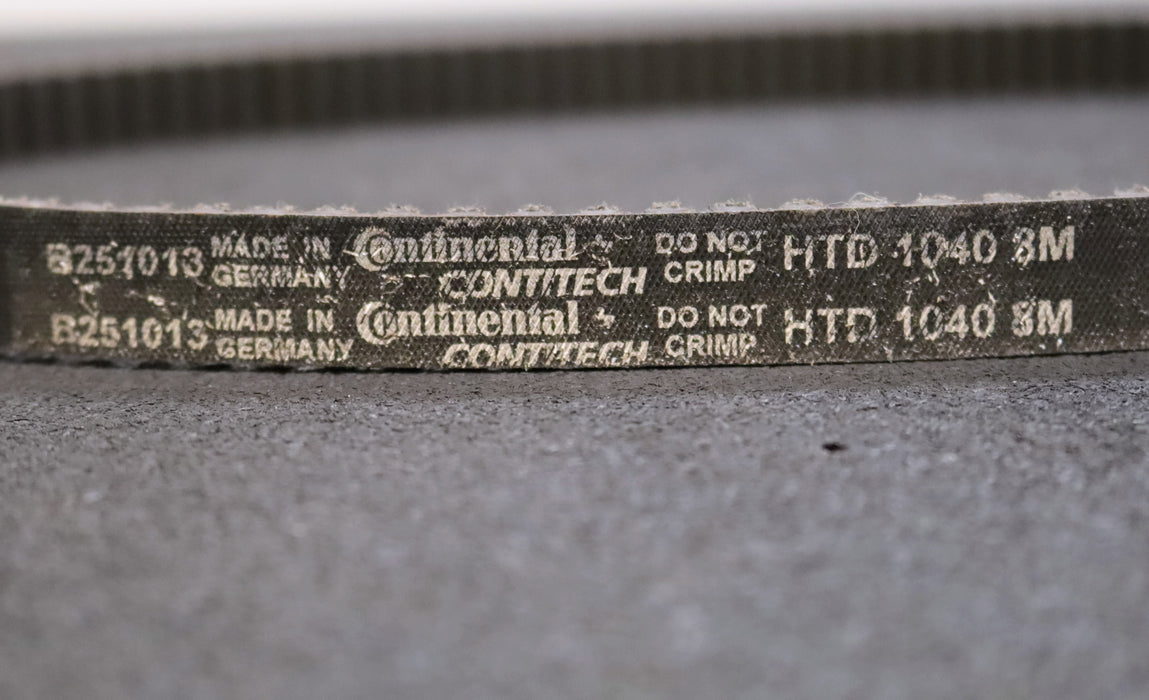 B251013 MADE IN Continental DO NOT HTD 1040 8M
GERMANY CONTITECH CRIMP
B251013 MADE IN Continental DO NOT HTD 1040 8M
GERMANY CONTITECH CRIMP